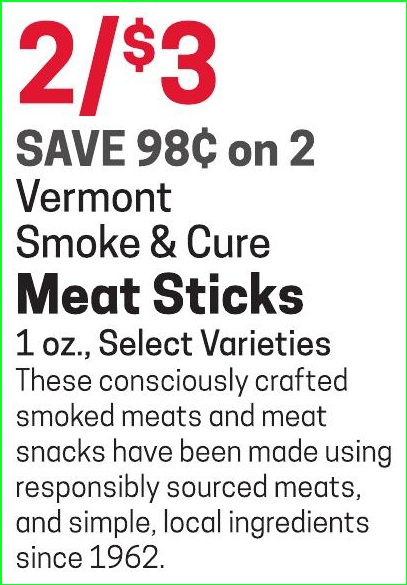 2/$3
SAVE 98¢ on 2
Vermont
Smoke & Cure
Meat Sticks
1 oz., Select Varieties
These consciously crafted
smoked meats and meat
snacks have been made using
responsibly sourced meats,
and simple, local ingredients
since 1962.